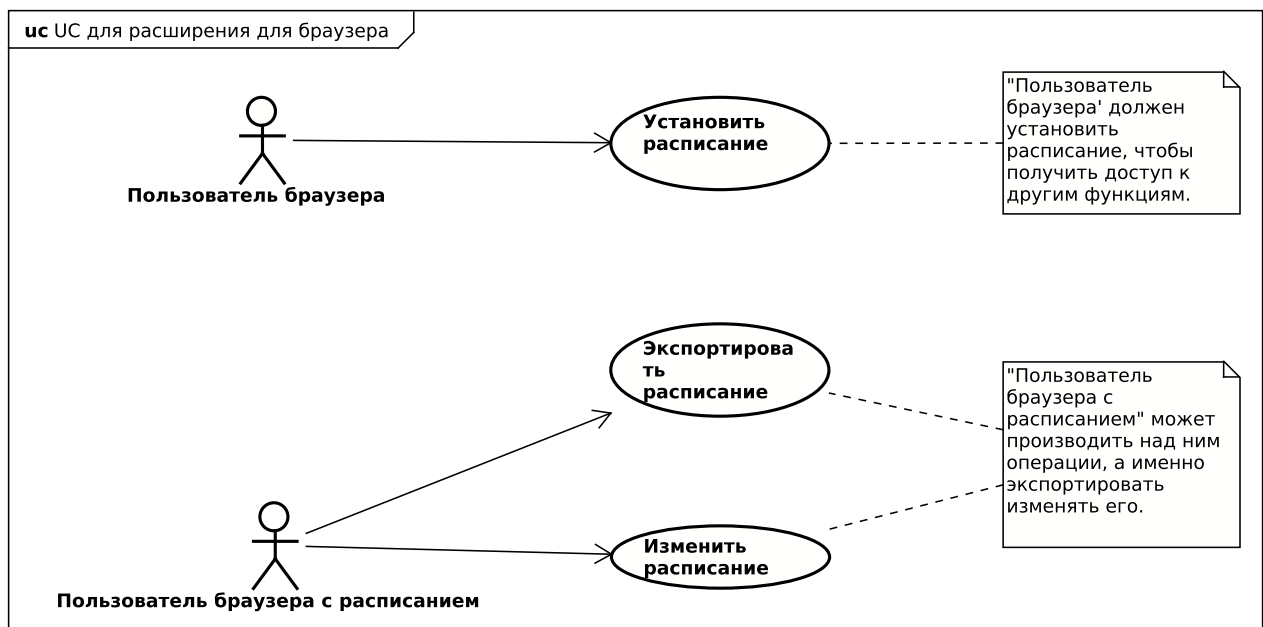 uc UC для расширения для браузера
Установить
расписание
"Пользователь
браузера' должен
установить
расписание, чтобы
получить доступ к
другим функциям.
Пользователь браузера
Экспортирова
ть
расписание
"Пользователь
браузера с
расписанием" может
производить над ним
операции, а именно
экспортировать
изменять его.
Изменить
расписание
Пользователь браузера с расписанием